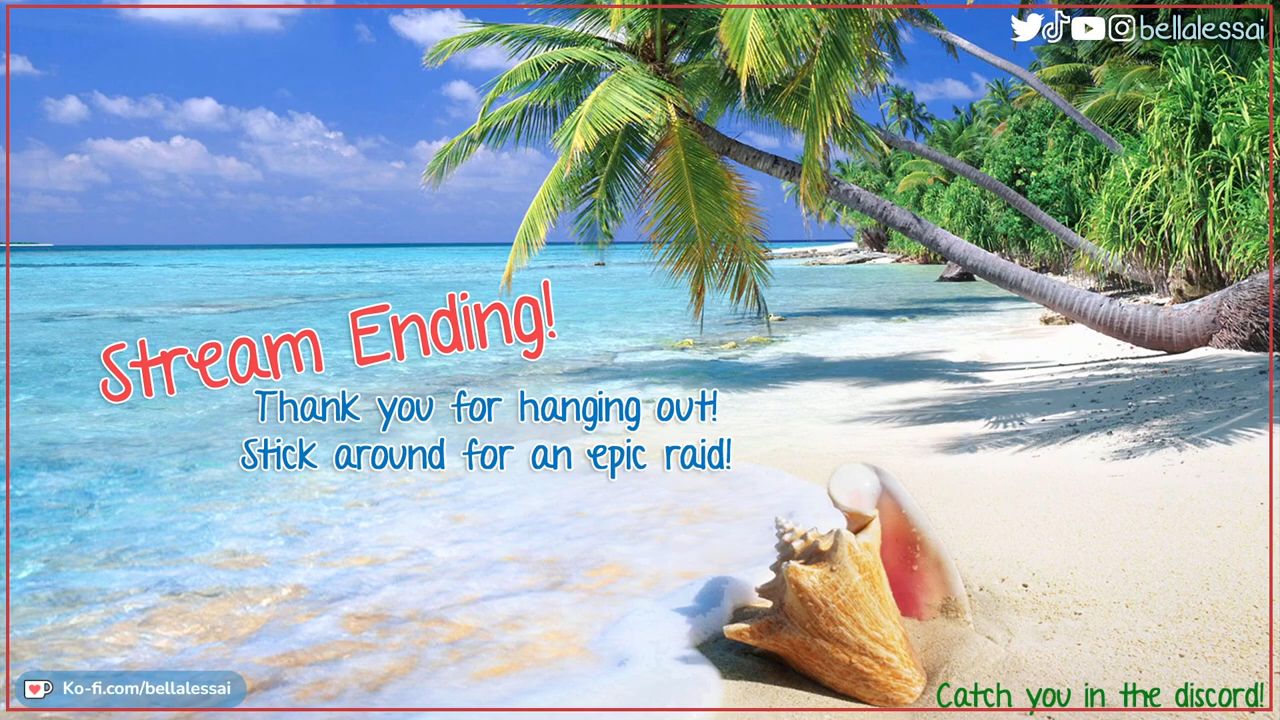 bellalessai
Stream Ending!
Thank you for hanging out!
Stick around for an epic raid!
Ko-fi.com/bellalessai
Catch you in the discord!